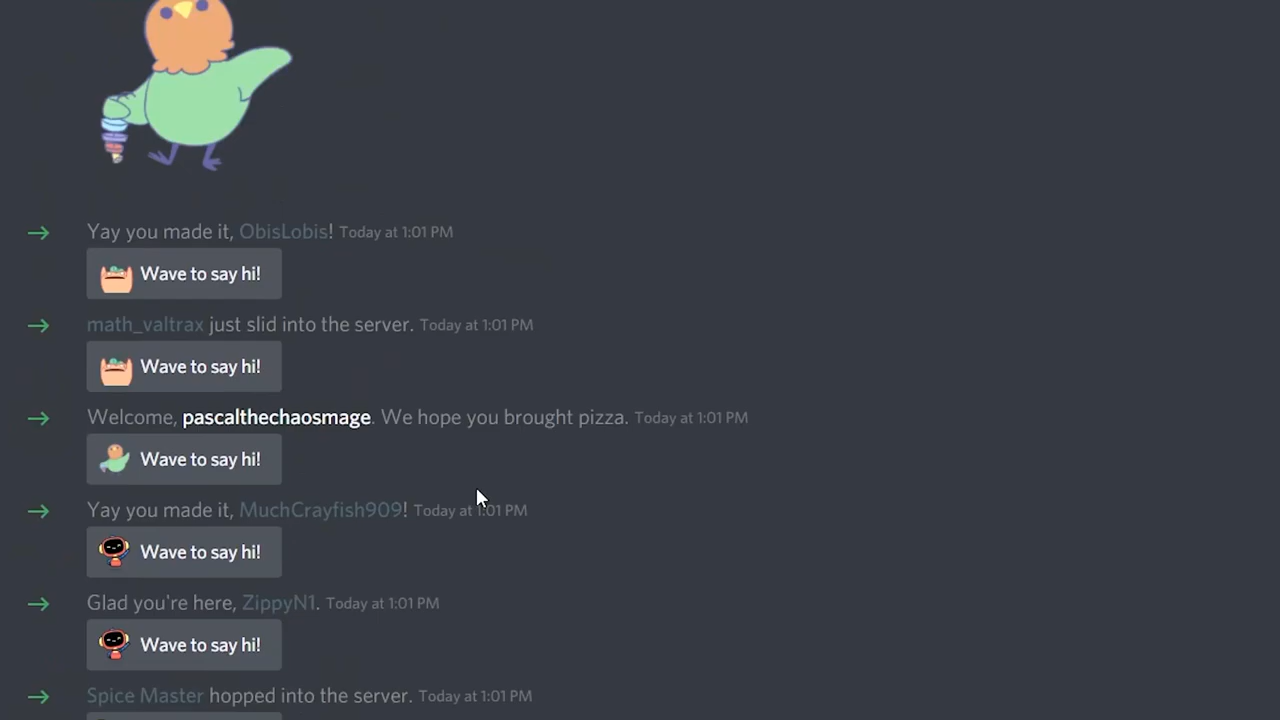 Yay you made it, ObisLobis! Today at 1:01 PM
Wave to say hi!
math_valtrax just slid into the server. Today at 1:01 PM
Wave to say hi!
Welcome, pascalthechaosmage. We hope you brought pizza. Today at 1:01 PM
Wave to say hi!
Yay you made it, MuchCrayfish909! Today at 1:01 PM
Wave to say hi!
Glad you're here, ZippyN1. Today at 1:01 PM
Wave to say hi!
Spice Master hopped into the server. Today at 1:01 PM